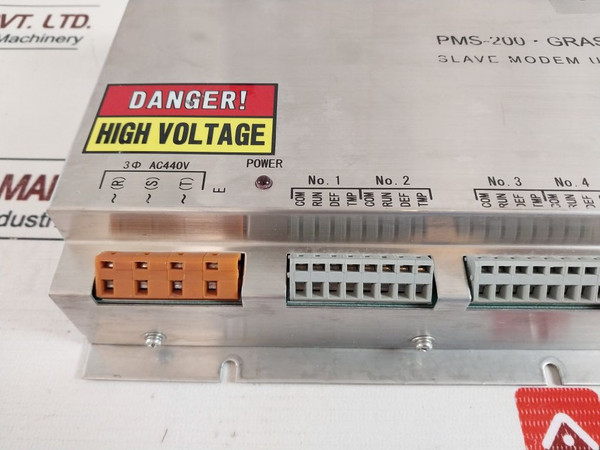 VT. LTD.
Machinery
PMS-200 · GRAS
SLAVE MODEM U
DANGER!
HIGH VOLTAGE
3Φ AC440V
POWER
~(R) ~(S) ~(T) E
No. 1 No. 2
COM RUN DEF TMP COM RUN DEF TMP
No. 3 No. 4
COM RUN DEF TMP COM RUN DEF
MAR
ndustri